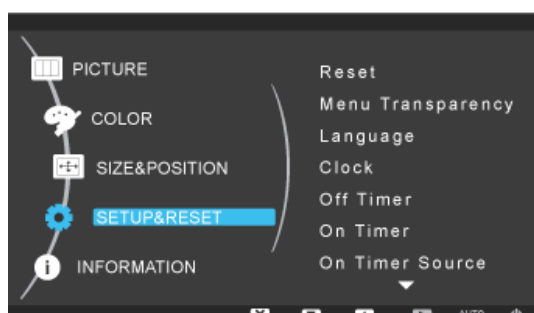 PICTURE
COLOR
SIZE&POSITION
SETUP&RESET
INFORMATION
Reset
Menu Transparency
Language
Clock
Off Timer
On Timer
On Timer Source
AUTO